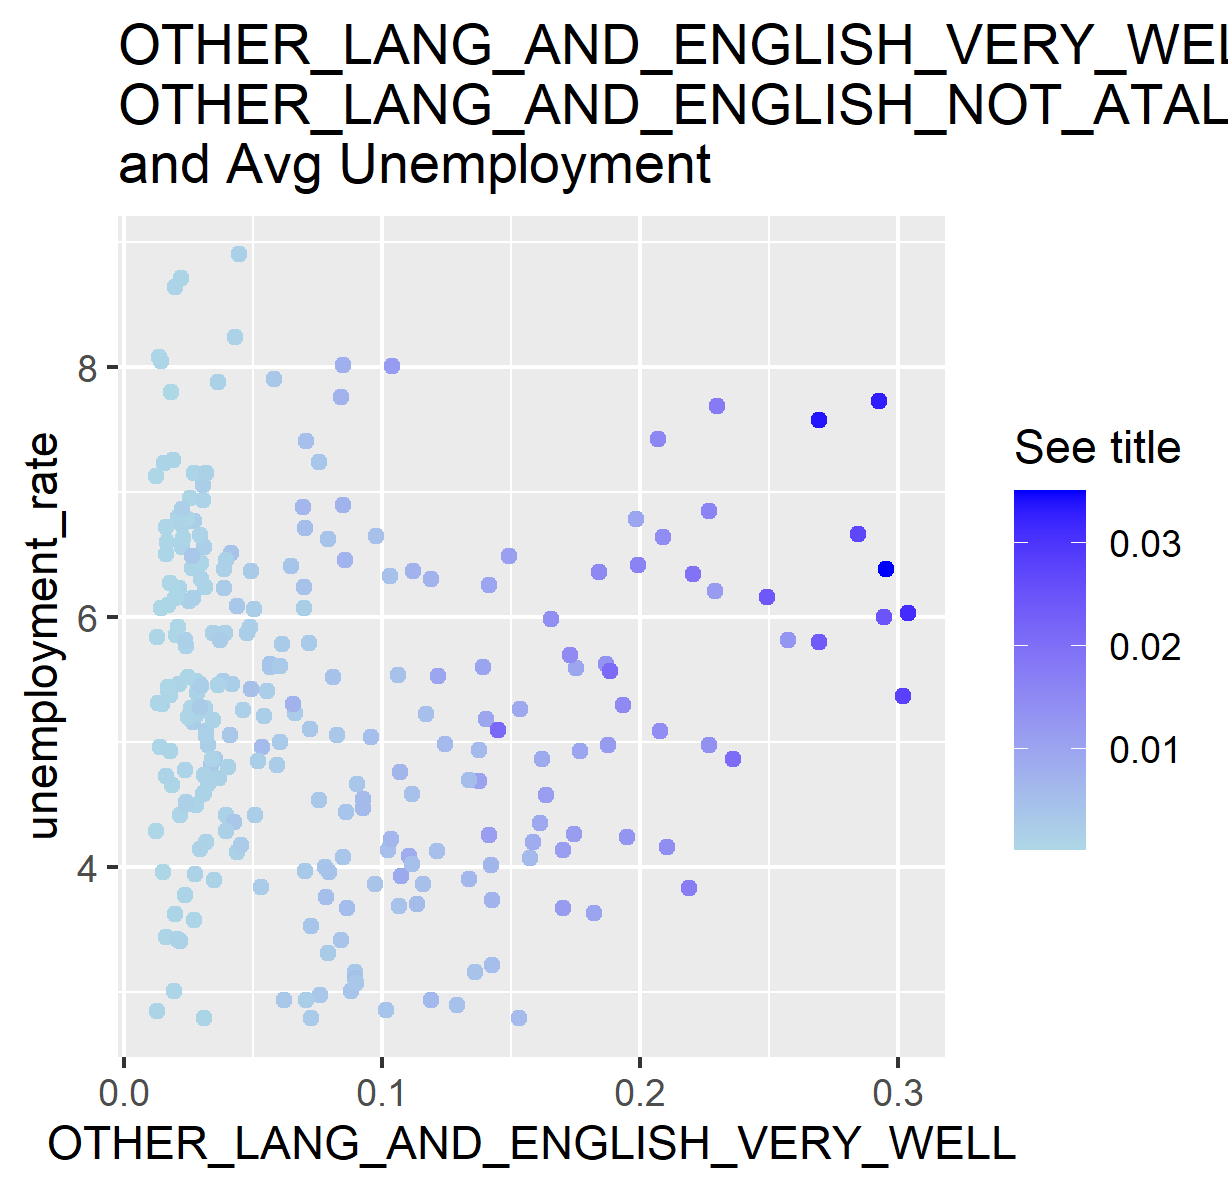 OTHER_LANG_AND_ENGLISH_VERY_WEL
OTHER_LANG_AND_ENGLISH_NOT_ATAL
and Avg Unemployment
unemployment_rate
8
6
4
0.0
0.1
0.2
0.3
OTHER_LANG_AND_ENGLISH_VERY_WELL
See title
0.03
0.02
0.01